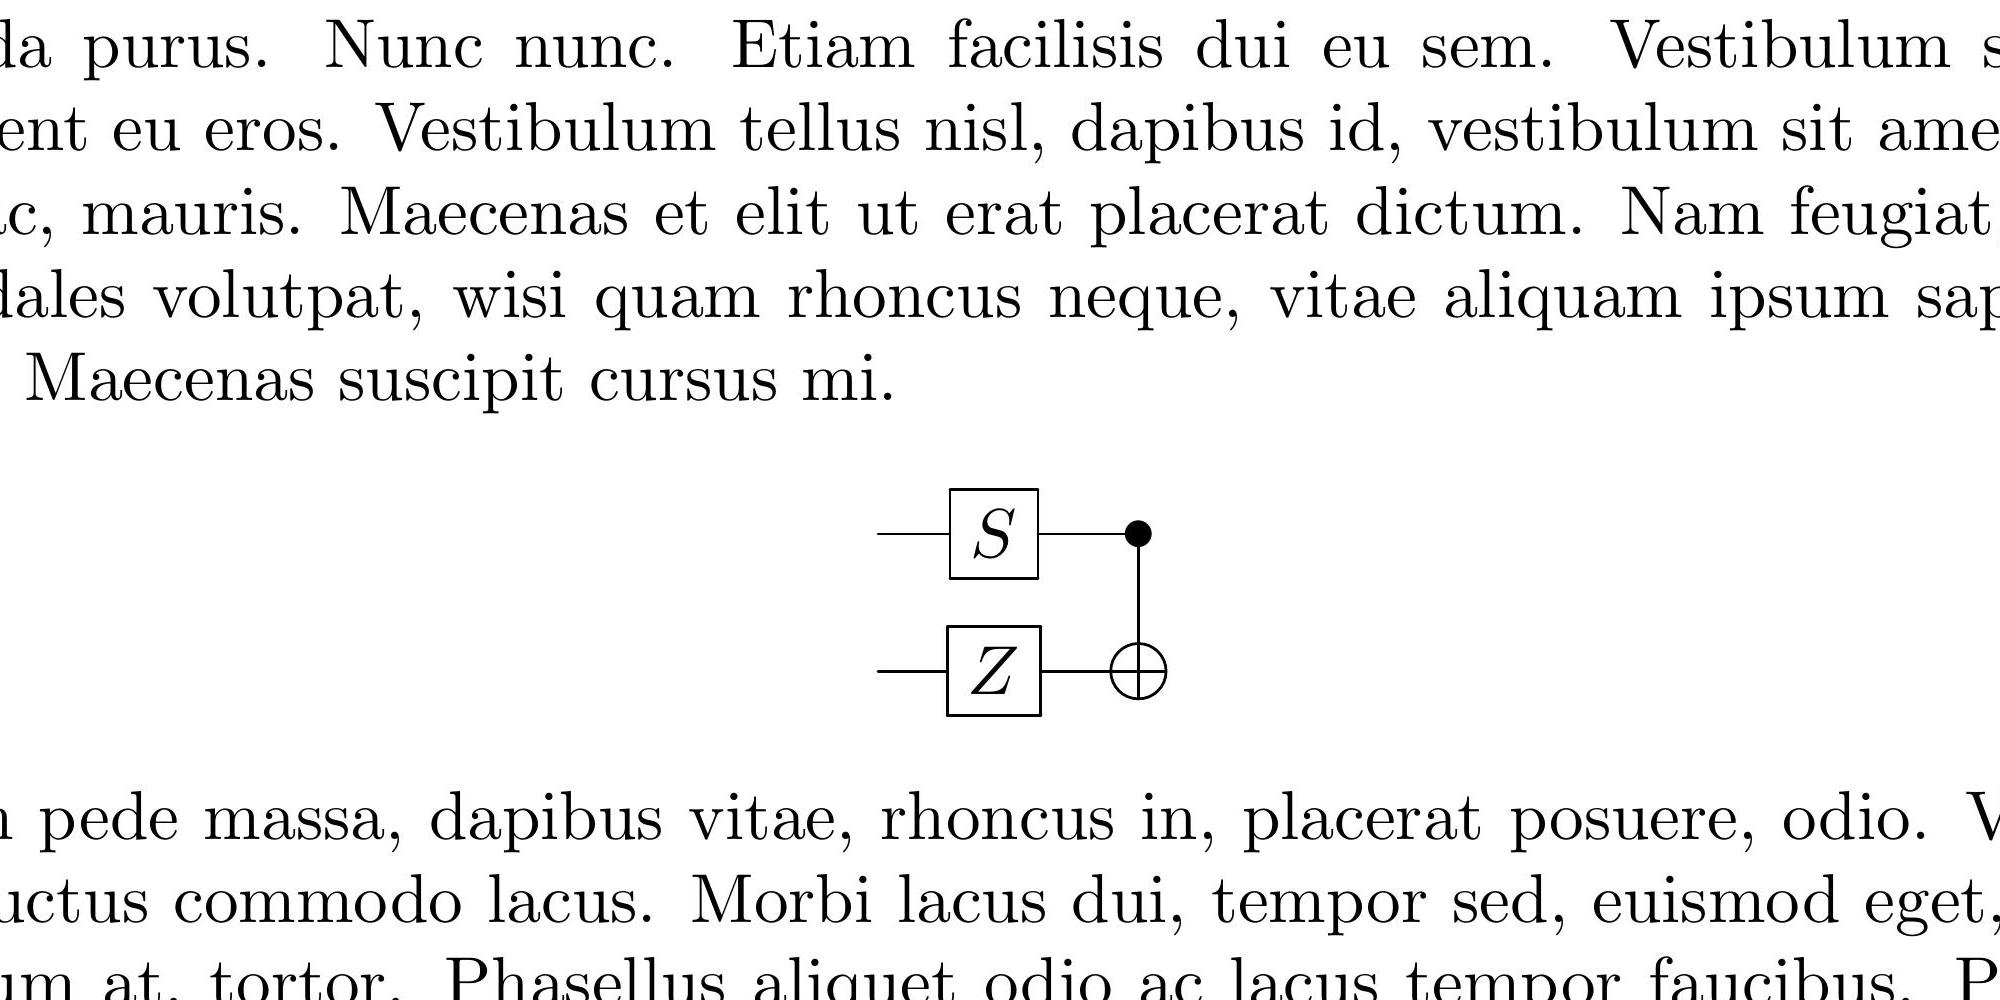 da purus. Nunc nunc. Etiam facilisis dui eu sem. Vestibulum s
ent eu eros. Vestibulum tellus nisl, dapibus id, vestibulum sit ame
ac, mauris. Maecenas et elit ut erat placerat dictum. Nam feugiat,
dales volutpat, wisi quam rhoncus neque, vitae aliquam ipsum sap
Maecenas suscipit cursus mi.
S
Z
pede massa, dapibus vitae, rhoncus in, placerat posuere, odio. V
uctus commodo lacus. Morbi lacus dui, tempor sed, euismod eget,
um at, tortor. Phasellus aliquet odio ac lacus tempor faucibus. P